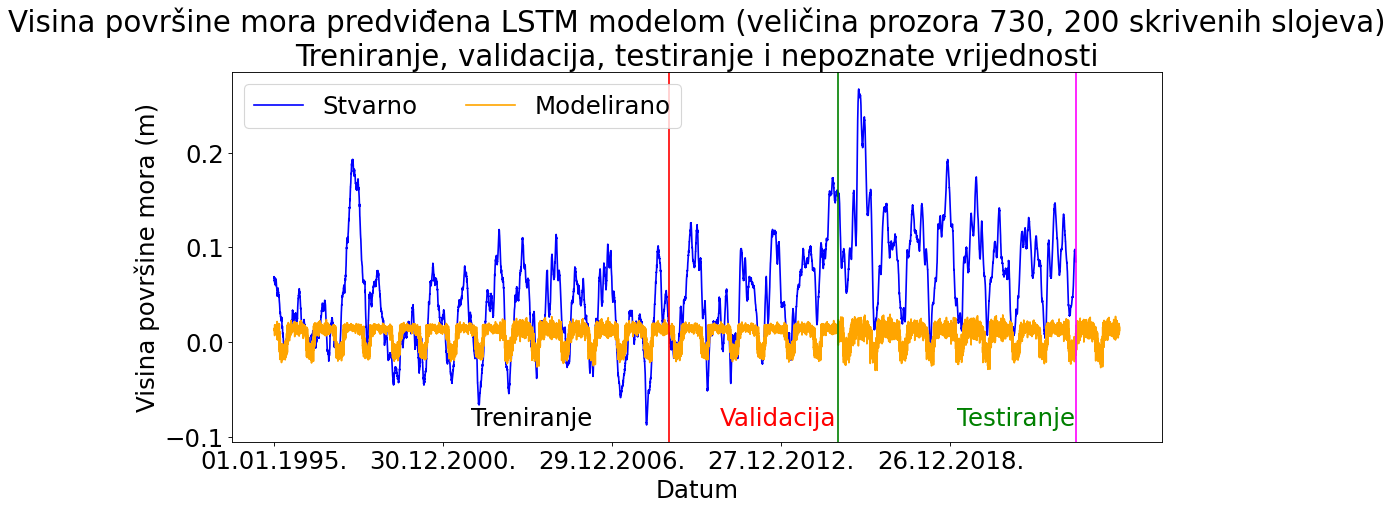 Visina površine mora predviđena LSTM modelom (veličina prozora 730, 200 skrivenih slojeva)
Treniranje, validacija, testiranje i nepoznate vrijednosti
Stvarno
Modelirano
Visina površine mora (m)
0.2
0.1
0.0
−0.1
Treniranje
Validacija
Testiranje
01.01.1995.
30.12.2000.
29.12.2006.
27.12.2012.
26.12.2018.
Datum